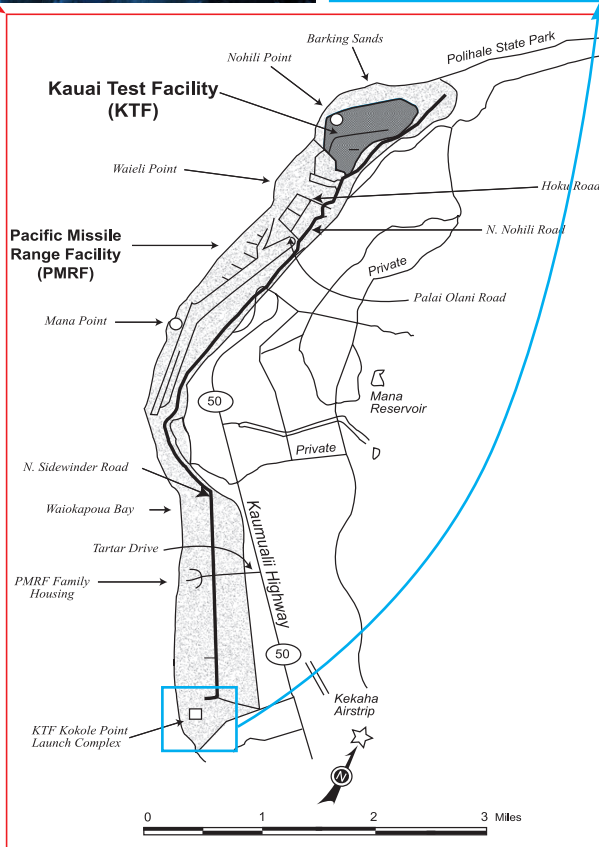 Barking Sands
Polihale State Park
Nohili Point
Kauai Test Facility
(KTF)
Waieli Point
Hoku Road
N. Nohili Road
Pacific Missile
Range Facility
(PMRF)
Private
Palai Olani Road
Mana Point
50
Mana
Reservoir
Private
N. Sidewinder Road
Waiokapoua Bay
Kaumualii Highway
Tartar Drive
PMRF Family
Housing
50
Kekaha
Airstrip
KTF Kokole Point
Launch Complex
N
0 1 2 3 Miles